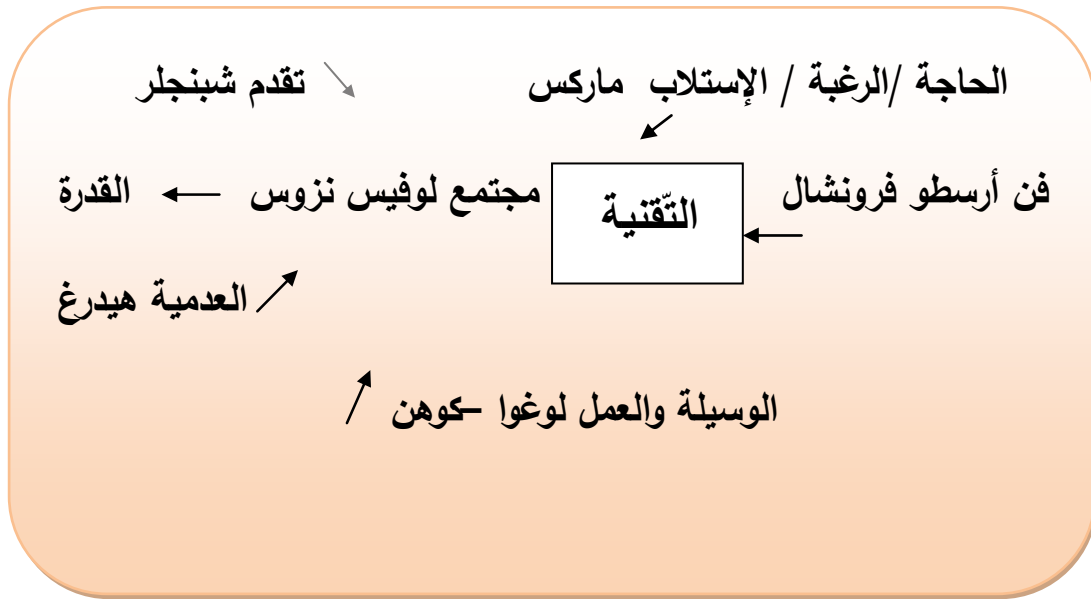 الحاجة /الرغبة / الإستلاب ماركس تقدم شبنجلر
فن أرسطو فرونشال التّقنية مجتمع لوفيس نزوس القدرة
العدمية هيدرغ
الوسيلة والعمل لوغوا –كوهن